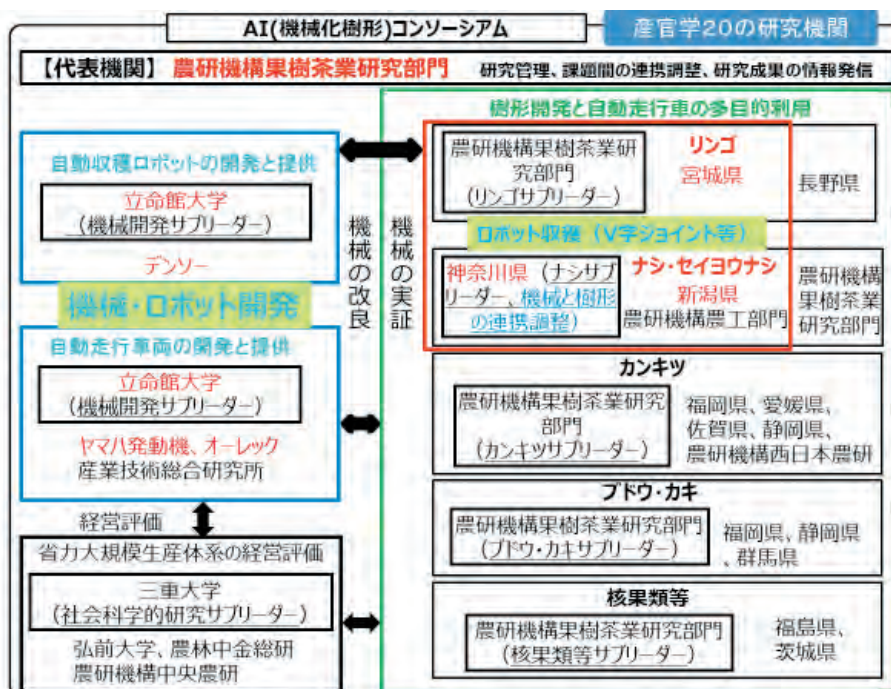 AI(機械化樹形)コンソーシアム
産官学20の研究機関
【代表機関】 農研機構果樹茶業研究部門 研究管理、課題間の連携調整、研究成果の情報発信
自動収穫ロボットの開発と提供
立命館大学
(機械開発サブリーダー)
デンソー
機械・ロボット開発
自動走行車両の開発と提供
立命館大学
(機械開発サブリーダー)
ヤマハ発動機、オーレック
産業技術総合研究所
経営評価
省力大規模生産体系の経営評価
三重大学
(社会科学的研究サブリーダー)
弘前大学、農林中金総研
農研機構中央農研
機械の改良
機械の実証
樹形開発と自動走行車の多目的利用
農研機構果樹茶業研
究部門
(リンゴサブリーダー)
リンゴ
宮城県
長野県
ロボット収穫(V字ジョイント等)
神奈川県(ナシサブ
リーダー、機械と樹形
の連携調整)
ナシ・セイヨウナシ
新潟県
農研機構農工部門
農研機構
果樹茶業
研究部門
カンキツ
農研機構果樹茶業研究
部門
(カンキツサブリーダー)
福岡県、愛媛県、
佐賀県、静岡県、
農研機構西日本農研
ブドウ・カキ
農研機構果樹茶業研究部門
(ブドウ・カキサブリーダー)
福岡県、静岡県
、群馬県
核果類等
農研機構果樹茶業研究部門
(核果類等サブリーダー)
福島県、
茨城県